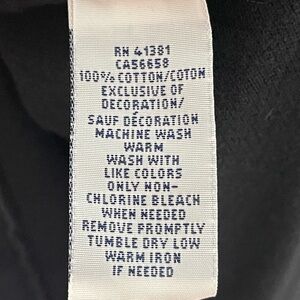 RN 41381
CA56658
100% COTTON/COTON
EXCLUSIVE OF
DECORATION/
SAUF DÉCORATION
MACHINE WASH
WARM
WASH WITH
LIKE COLORS
ONLY NON-
CHLORINE BLEACH
WHEN NEEDED
REMOVE PROMPTLY
TUMBLE DRY LOW
WARM IRON
IF NEEDED